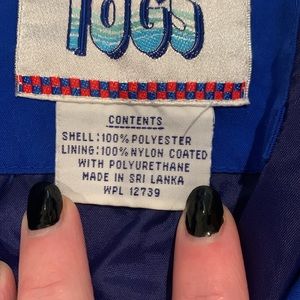 TOGS
CONTENTS
SHELL:100% POLYESTER
LINING:100% NYLON COATED
WITH POLYURETHANE
MADE IN SRI LANKA
WPL 12739